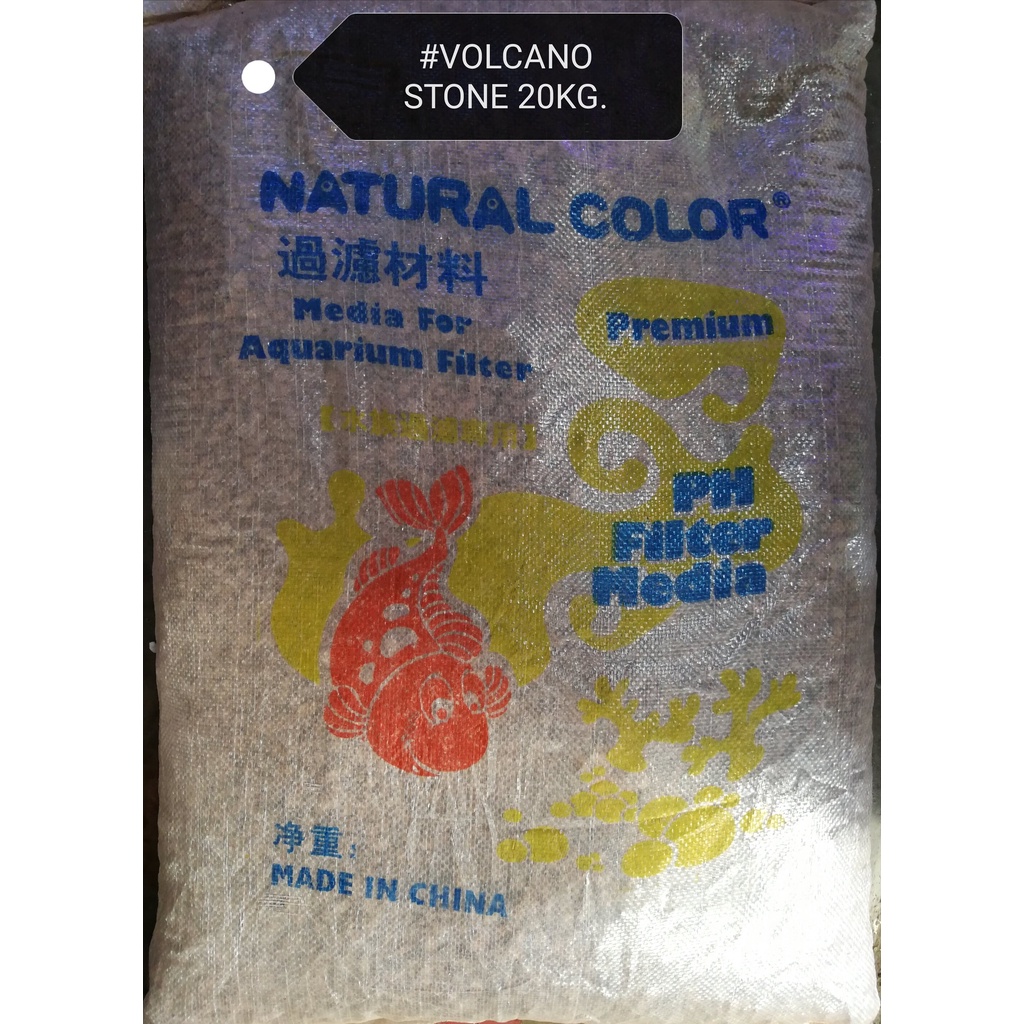 #VOLCANO
STONE 20KG.
NATURAL COLOR®
過濾材料
Media For
Aquarium Filter
Premium
PH
Filter
Media
净重：
MADE IN CHINA